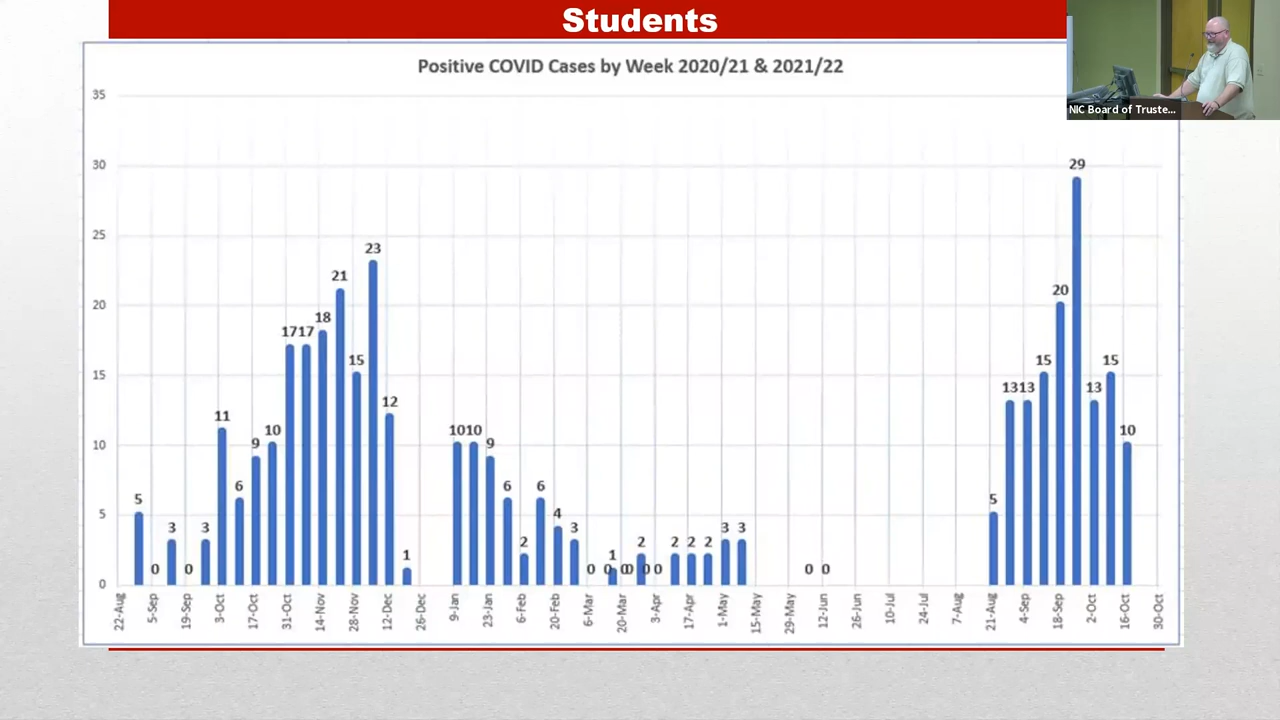 Students
Positive COVID Cases by Week 2020/21 & 2021/22
NIC Board of Truste...
35
30
25
20
15
10
5
0
5
0
3
0
3
11
6
9
10
17 17
18
21
15
23
12
1
10 10
9
6
2
6
4
3
0
0
1
0 0
2
0
0
2
2
2
3
3
0
0
5
13 13
15
20
29
13
15
10
22-Aug
5-Sep
19-Sep
3-Oct
17-Oct
31-Oct
14-Nov
28-Nov
12-Dec
26-Dec
9-Jan
23-Jan
6-Feb
20-Feb
6-Mar
20-Mar
3-Apr
17-Apr
1-May
15-May
29-May
12-Jun
26-Jun
10-Jul
24-Jul
7-Aug
21-Aug
4-Sep
18-Sep
2-Oct
16-Oct
30-Oct